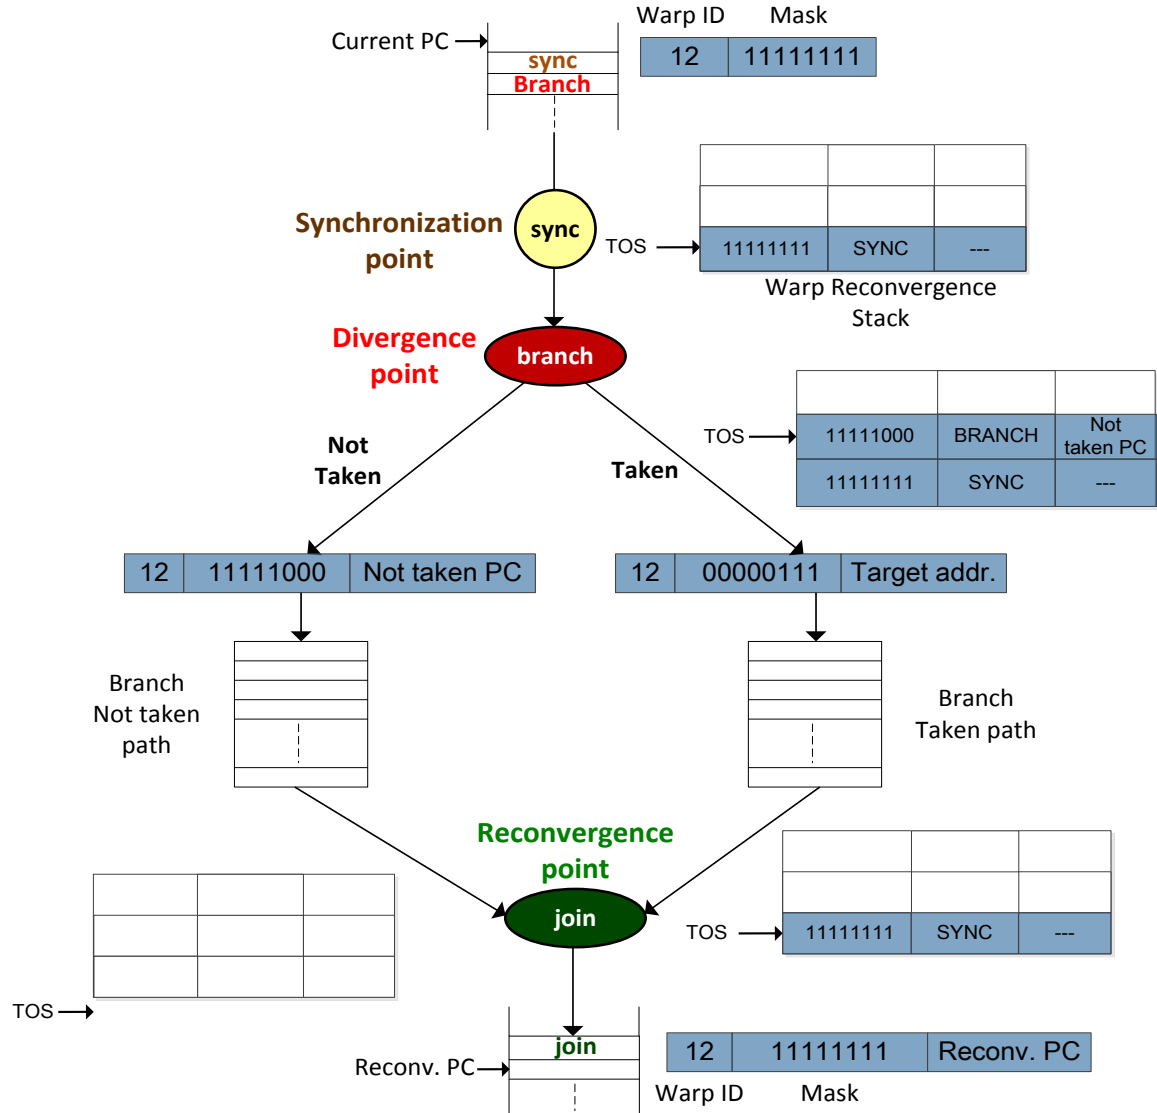 Warp ID Mask
Current PC
sync
12 11111111
Branch
Synchronization
point
sync
TOS
11111111 SYNC ---
Warp Reconvergence
Stack
Divergence
point
branch
Not
Taken
Taken
TOS
11111000 BRANCH Not
taken PC
11111111 SYNC ---
12 11111000 Not taken PC
12 00000111 Target addr.
Branch
Not taken
path
Branch
Taken path
Reconvergence
point
join
TOS
11111111 SYNC ---
TOS
join
Reconv. PC
12 11111111 Reconv. PC
Warp ID Mask